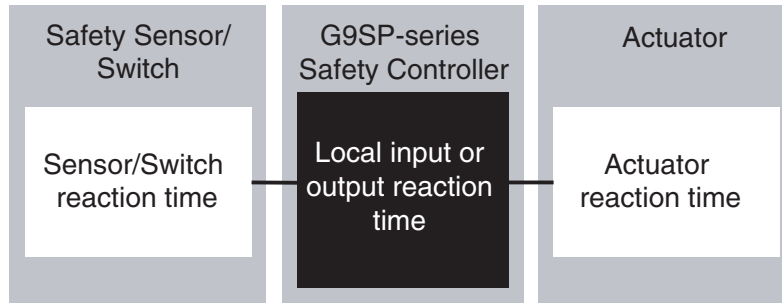 Safety Sensor/
Switch
Sensor/Switch
reaction time
G9SP-series
Safety Controller
Local input or
output reaction
time
Actuator
Actuator
reaction time